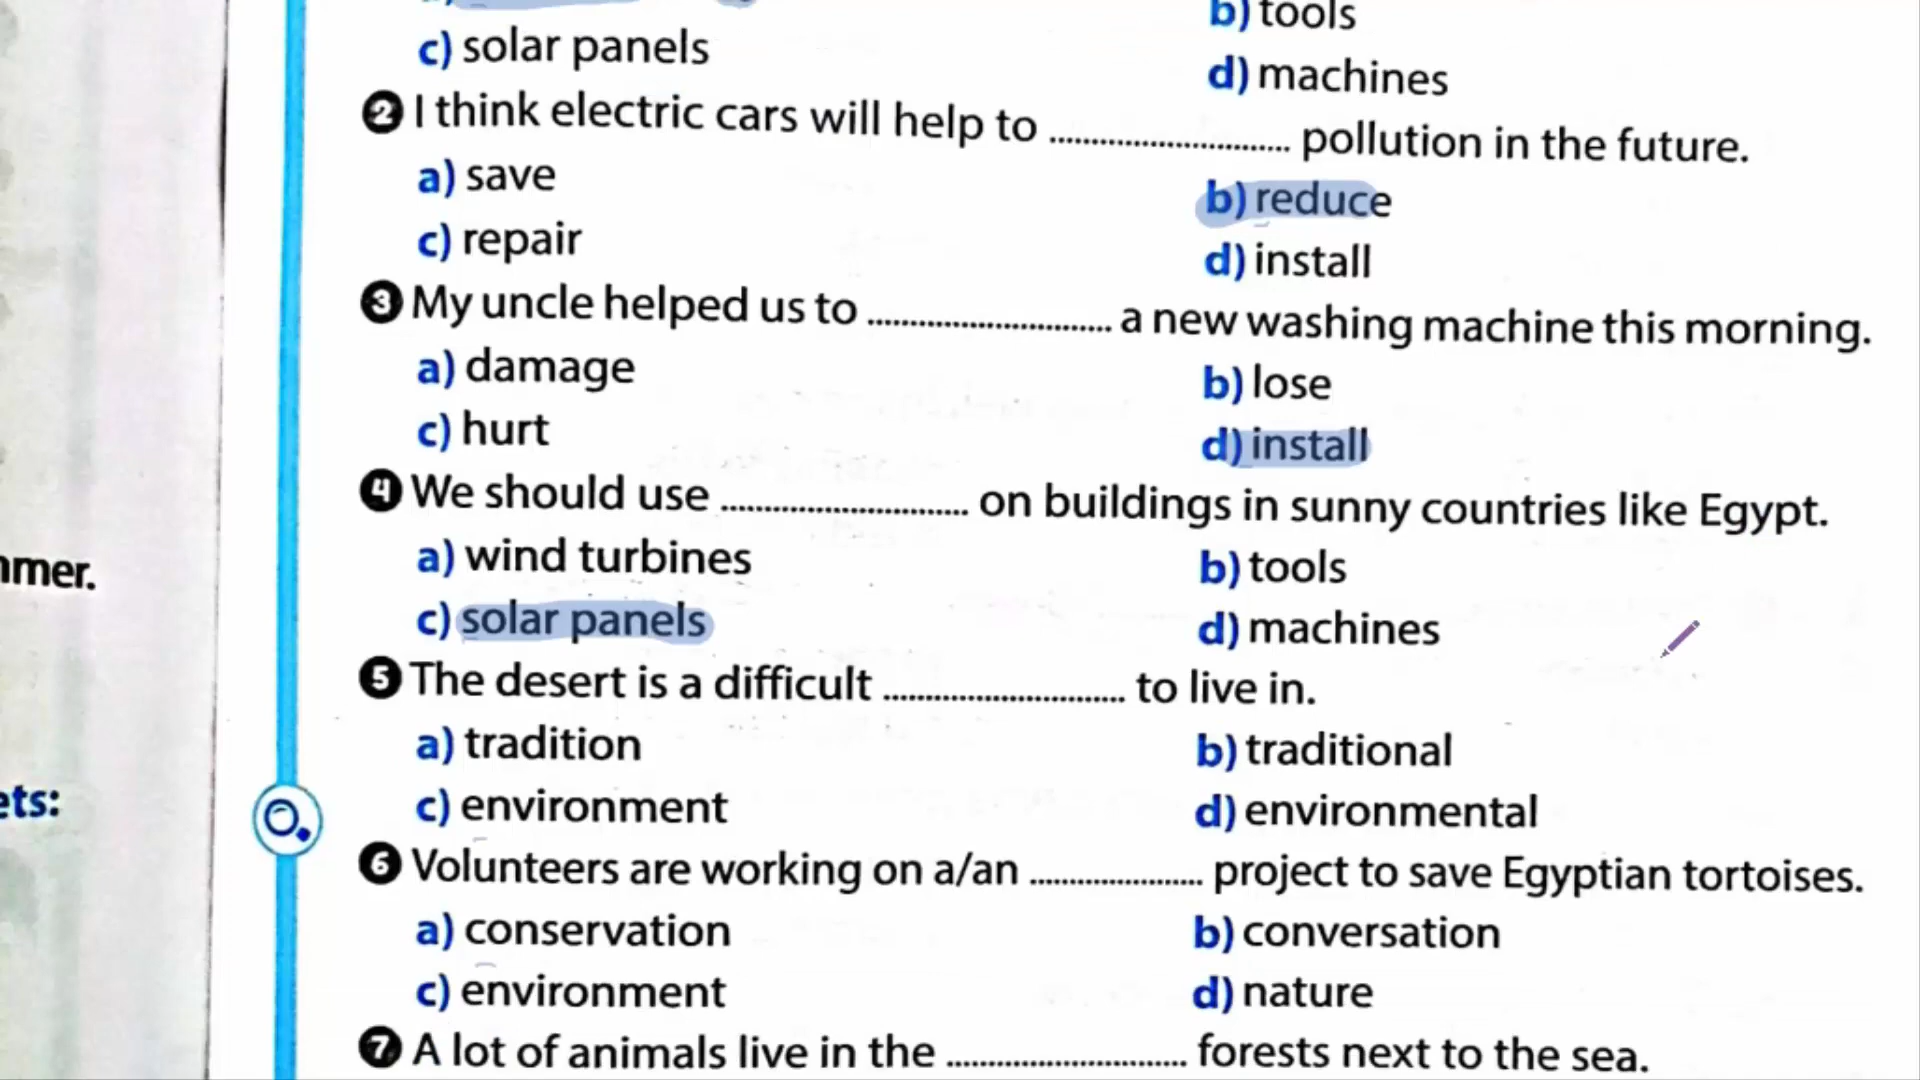 b) tools
c) solar panels
d) machines
2 I think electric cars will help to .............................. pollution in the future.
a) save
b) reduce
c) repair
d) install
3 My uncle helped us to .............................. a new washing machine this morning.
a) damage
b) lose
c) hurt
d) install
4 We should use .............................. on buildings in sunny countries like Egypt.
a) wind turbines
b) tools
c) solar panels
d) machines
5 The desert is a difficult .............................. to live in.
a) tradition
b) traditional
c) environment
d) environmental
6 Volunteers are working on a/an ..................... project to save Egyptian tortoises.
a) conservation
b) conversation
c) environment
d) nature
7 A lot of animals live in the .............................. forests next to the sea.